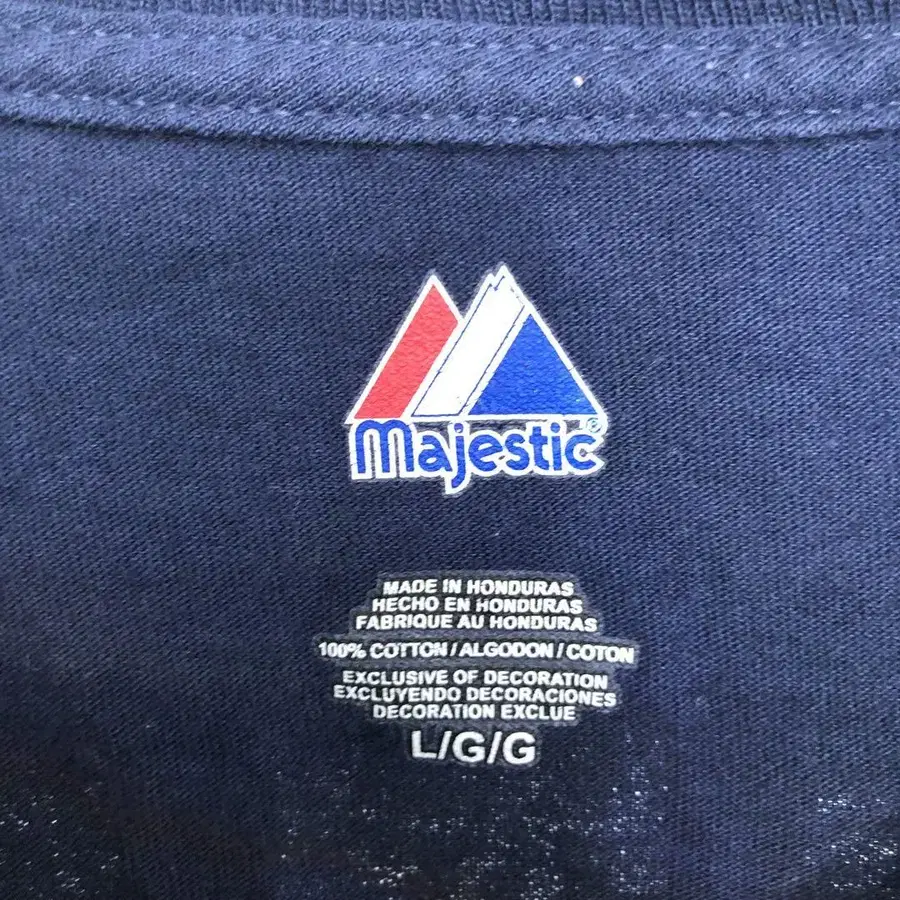 Majestic®
MADE IN HONDURAS
HECHO EN HONDURAS
FABRIQUE AU HONDURAS
100% COTTON / ALGODON / COTON
EXCLUSIVE OF DECORATION
EXCLUYENDO DECORACIONES
DECORATION EXCLUE
L/G/G